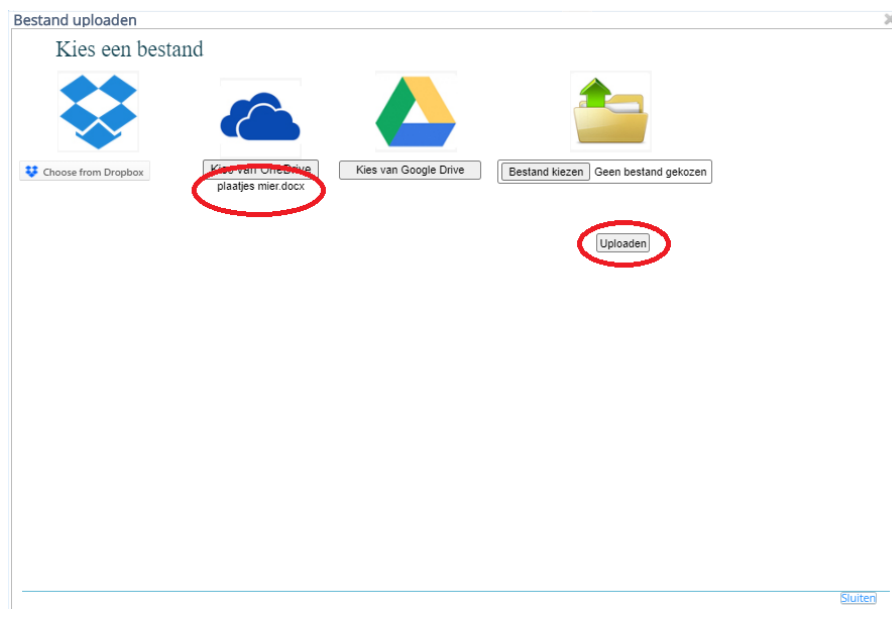 Bestand uploaden
Kies een bestand
Choose from Dropbox
Kies van OneDrive
plaatjes mier.docx
Kies van Google Drive
Bestand kiezen Geen bestand gekozen
Uploaden
Sluiten